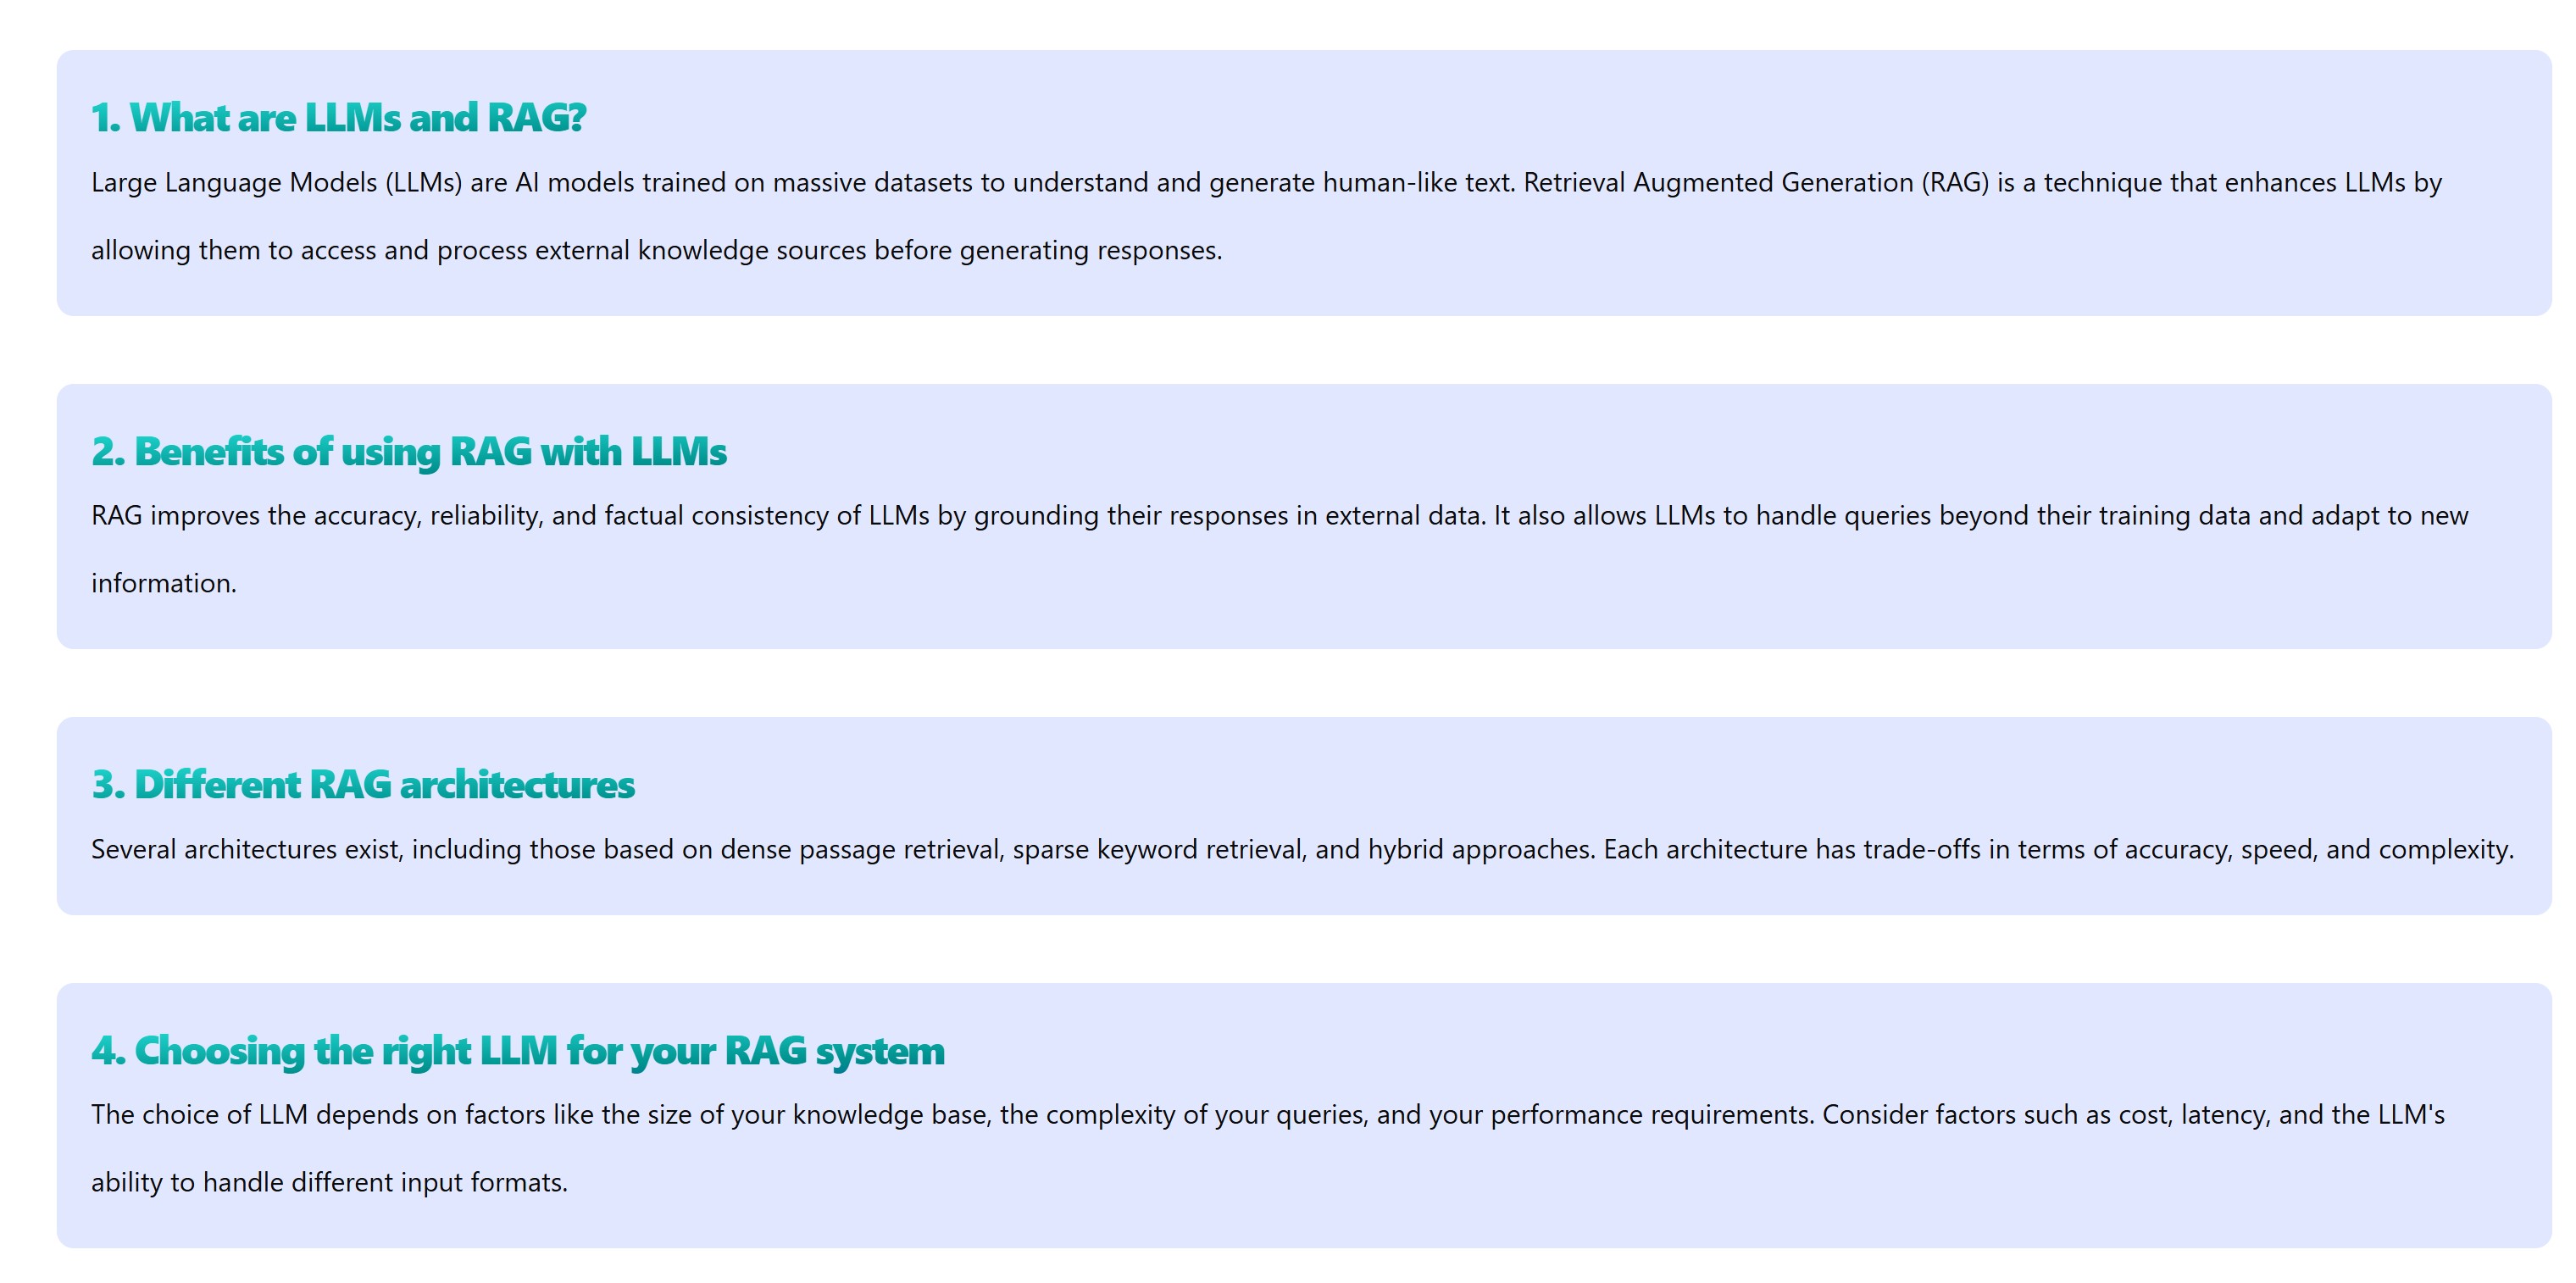 1. What are LLMs and RAG?
Large Language Models (LLMs) are AI models trained on massive datasets to understand and generate human-like text. Retrieval Augmented Generation (RAG) is a technique that enhances LLMs by
allowing them to access and process external knowledge sources before generating responses.
2. Benefits of using RAG with LLMs
RAG improves the accuracy, reliability, and factual consistency of LLMs by grounding their responses in external data. It also allows LLMs to handle queries beyond their training data and adapt to new
information.
3. Different RAG architectures
Several architectures exist, including those based on dense passage retrieval, sparse keyword retrieval, and hybrid approaches. Each architecture has trade-offs in terms of accuracy, speed, and complexity.
4. Choosing the right LLM for your RAG system
The choice of LLM depends on factors like the size of your knowledge base, the complexity of your queries, and your performance requirements. Consider factors such as cost, latency, and the LLM's
ability to handle different input formats.